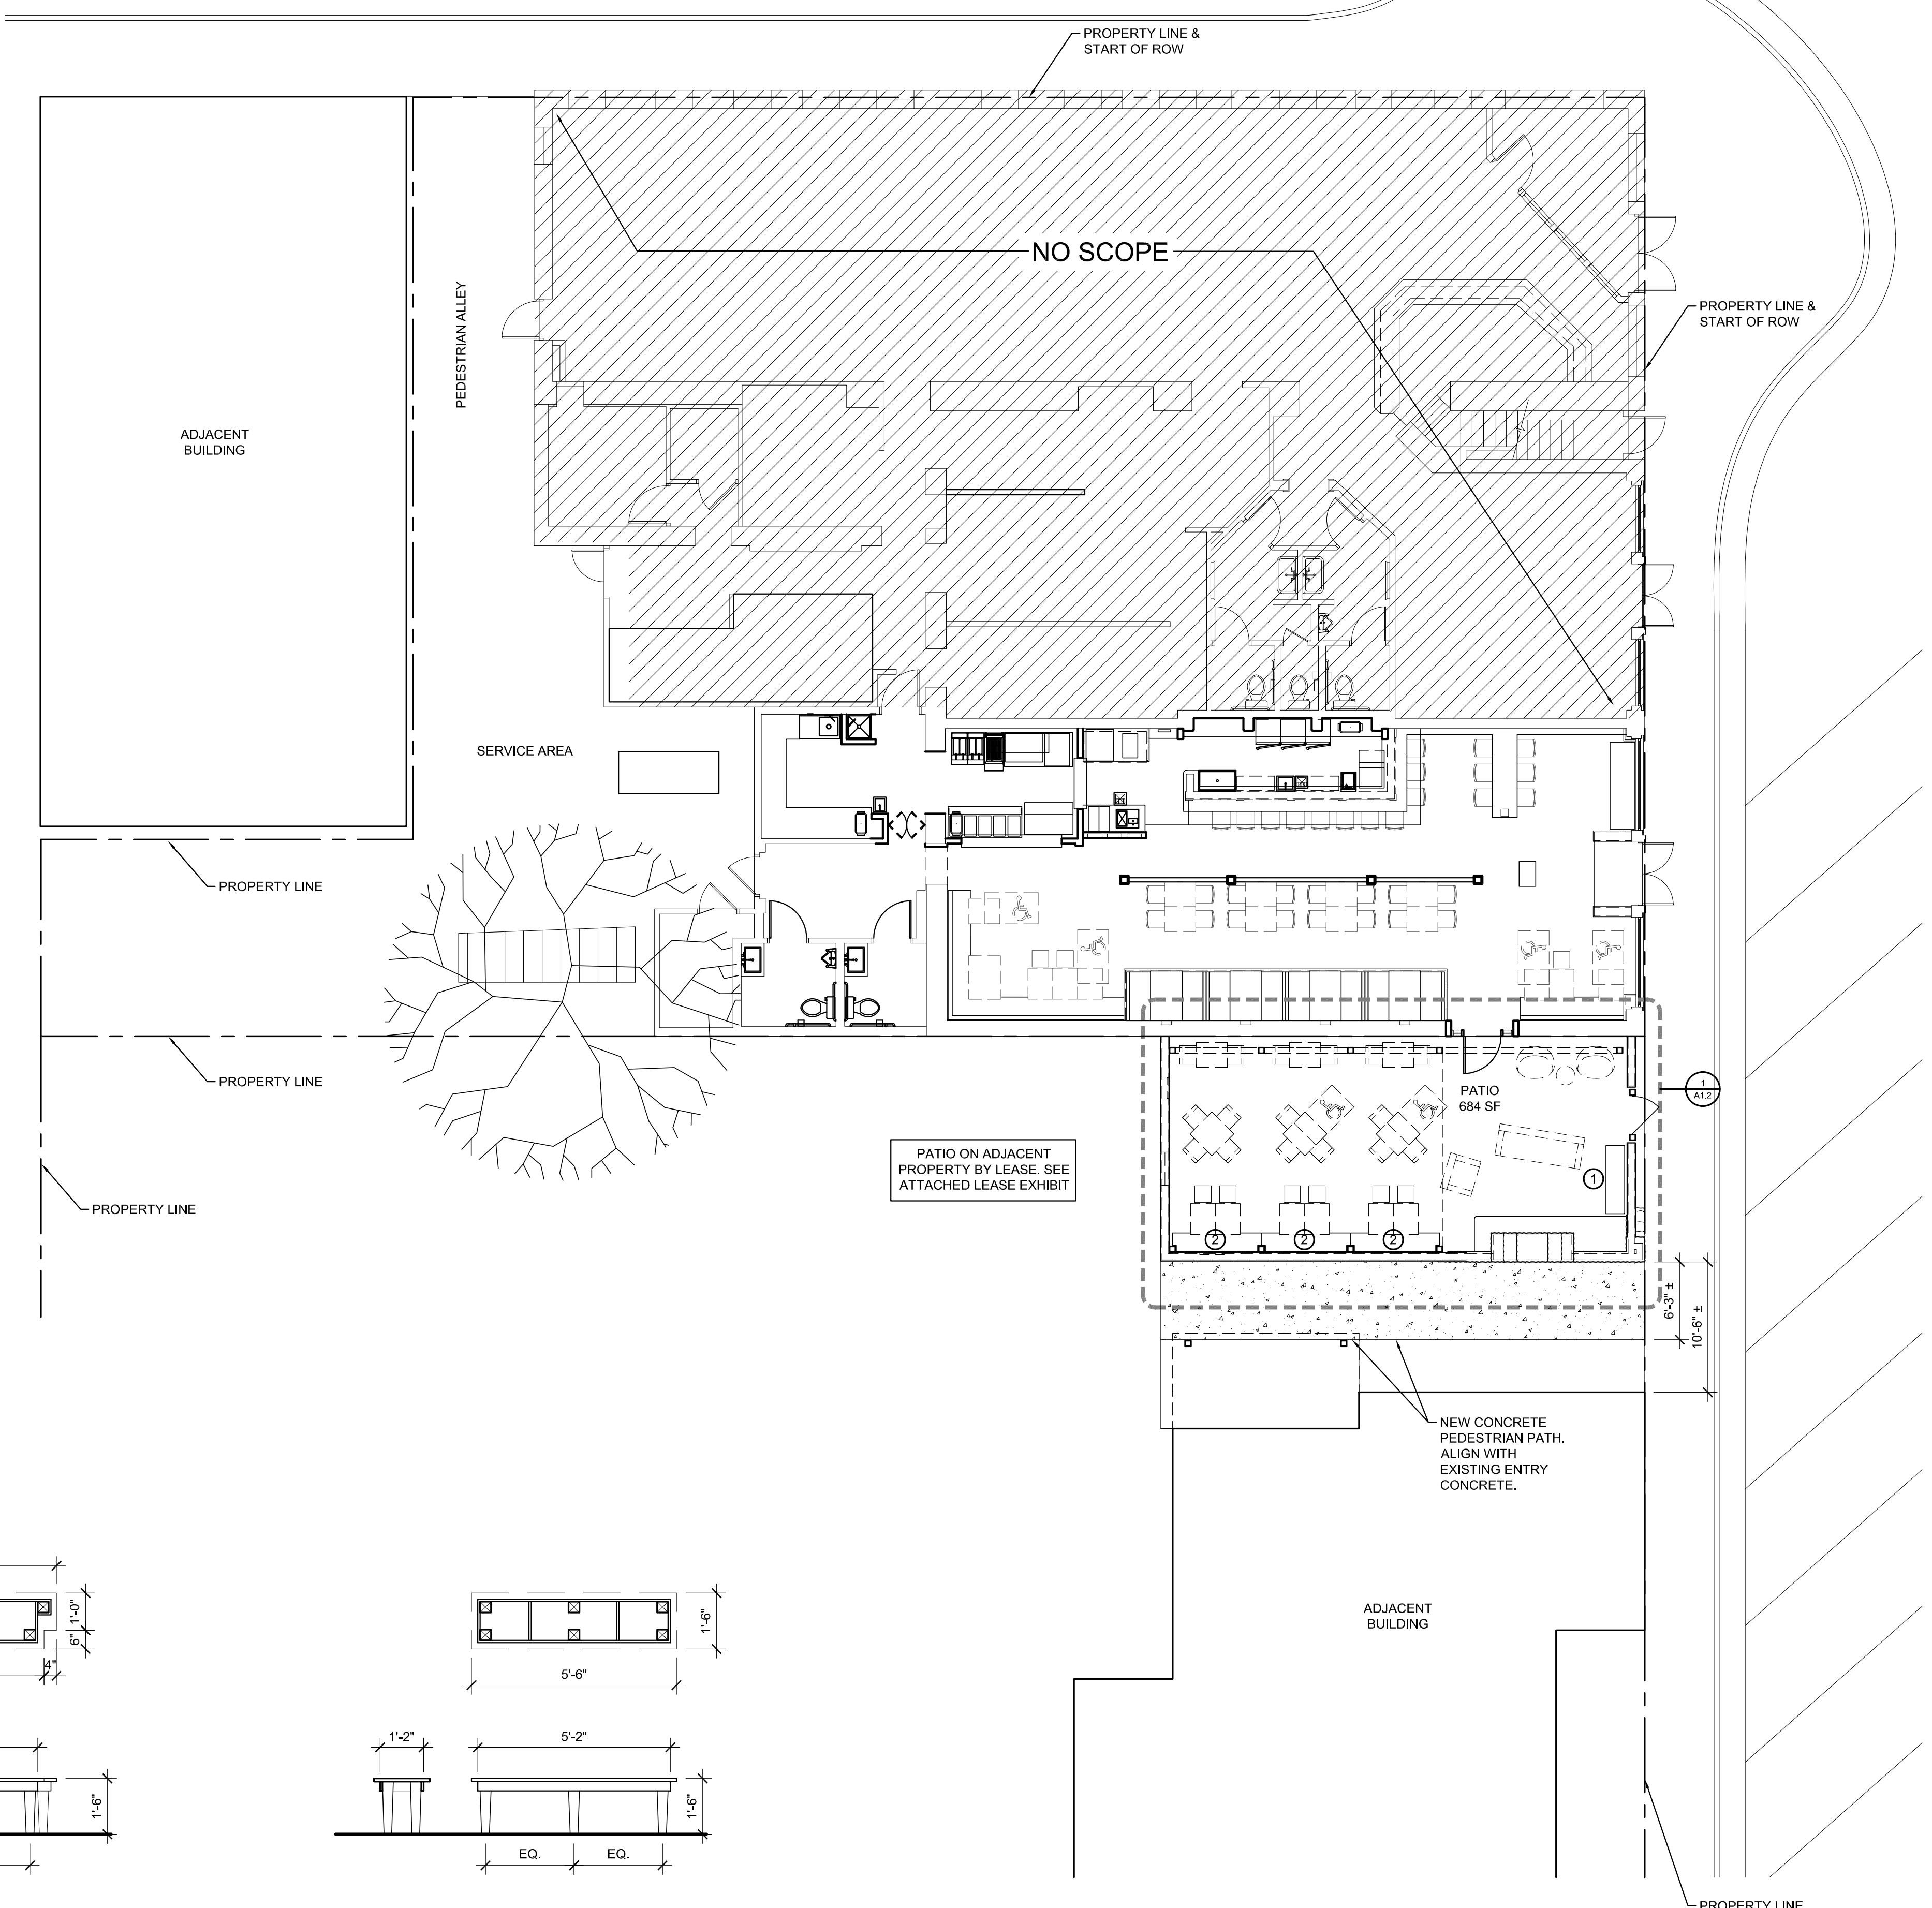 PROPERTY LINE &
START OF ROW
NO SCOPE
PEDESTRIAN ALLEY
PROPERTY LINE &
START OF ROW
ADJACENT
BUILDING
SERVICE AREA
PROPERTY LINE
PROPERTY LINE
PROPERTY LINE
PATIO
684 SF
1
A1.2
PATIO ON ADJACENT
PROPERTY BY LEASE. SEE
ATTACHED LEASE EXHIBIT
1
2
2
2
6'-3" ±
10'-6" ±
NEW CONCRETE
PEDESTRIAN PATH.
ALIGN WITH
EXISTING ENTRY
CONCRETE.
ADJACENT
BUILDING
1'-0"
6"
4"
1'-6"
5'-6"
1'-2"
5'-2"
1'-6"
1'-6"
EQ.
EQ.
PROPERTY LINE